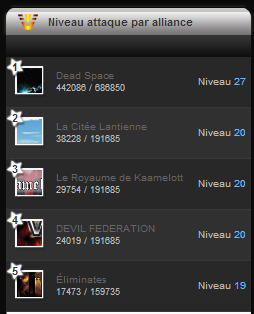 Niveau attaque par alliance
1
Dead Space
442086 / 686850
Niveau 27
2
La Citée Lantienne
38228 / 191685
Niveau 20
3
Le Royaume de Kaamelott
29754 / 191685
Niveau 20
4
DEVIL FEDERATION
24019 / 191685
Niveau 20
5
Éliminates
17473 / 159735
Niveau 19